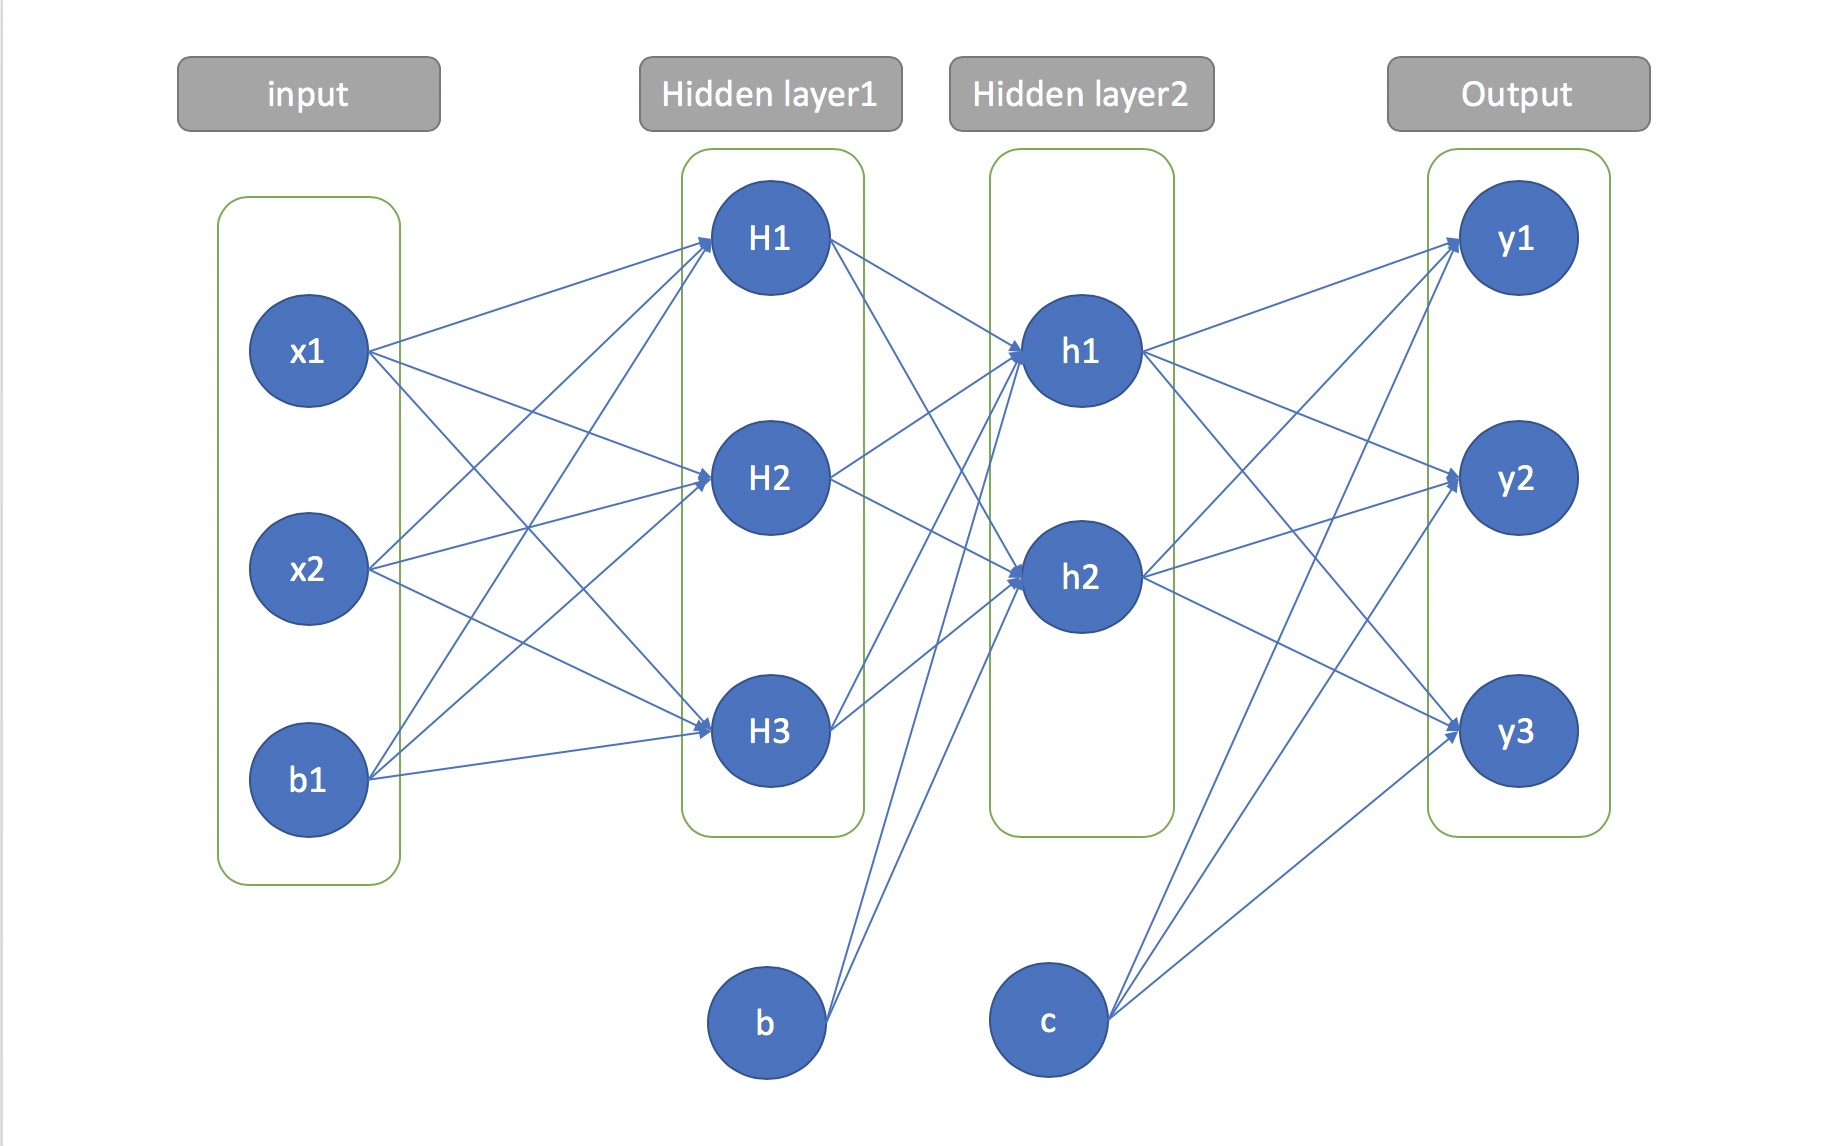 input
Hidden layer1
Hidden layer2
Output
x1
x2
b1
H1
H2
H3
h1
h2
y1
y2
y3
b
c